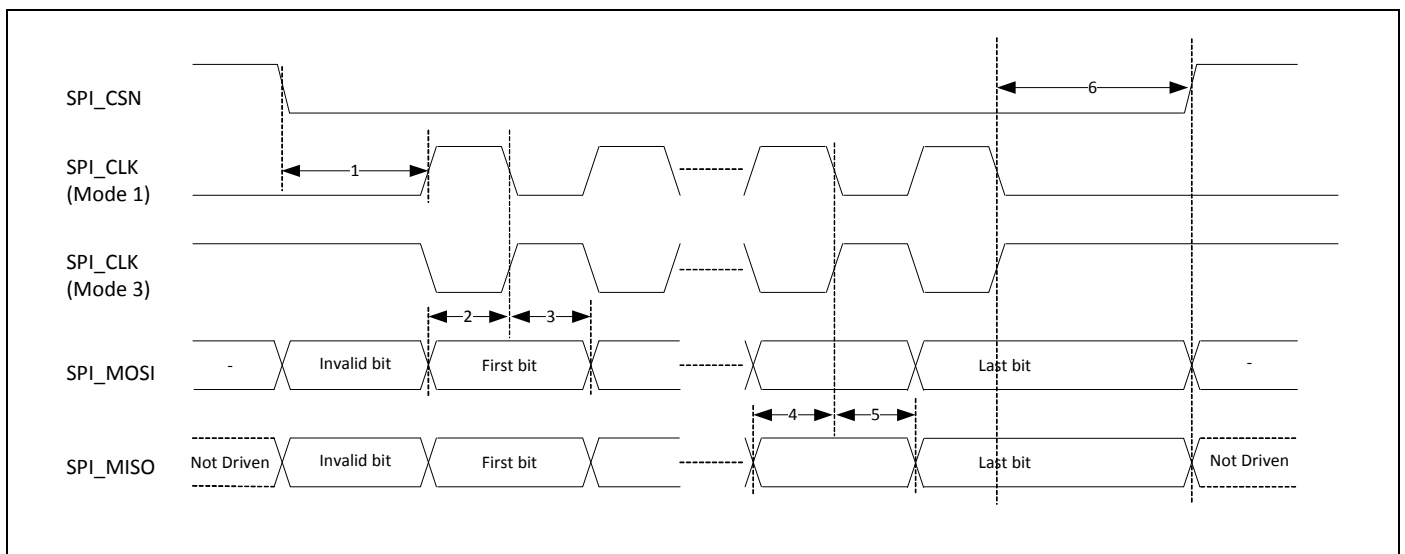 SPI_CSN
6
SPI_CLK
(Mode 1)
1
SPI_CLK
(Mode 3)
2
3
SPI_MOSI
-
Invalid bit
First bit
Last bit
-
4
5
SPI_MISO
Not Driven
Invalid bit
First bit
Last bit
Not Driven